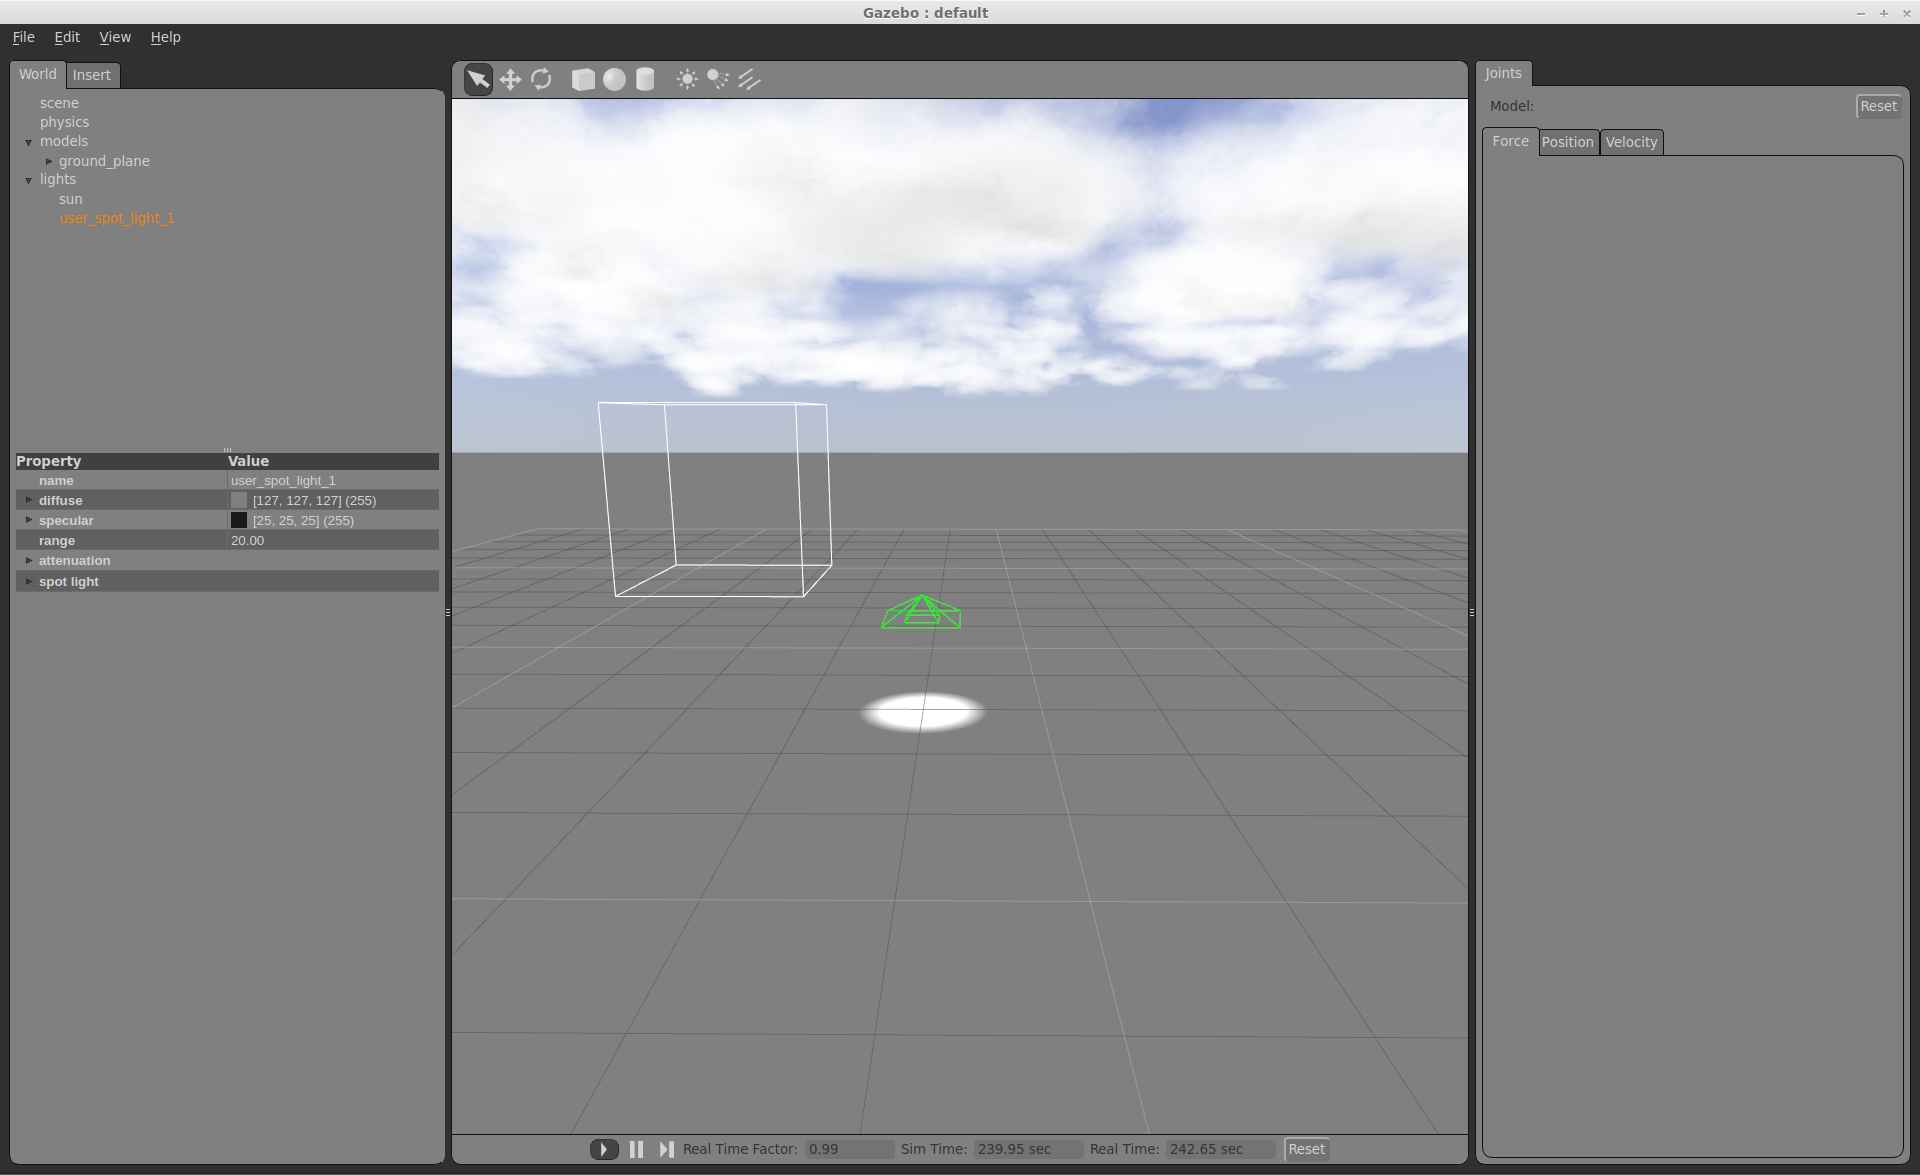 Gazebo : default
File Edit View Help
World Insert
scene
physics
models
ground_plane
lights
sun
user_spot_light_1
Property Value
name user_spot_light_1
diffuse [127, 127, 127] (255)
specular [25, 25, 25] (255)
range 20.00
attenuation
spot light
Real Time Factor: 0.99 Sim Time: 239.95 sec Real Time: 242.65 sec Reset
Joints
Model: Reset
Force Position Velocity